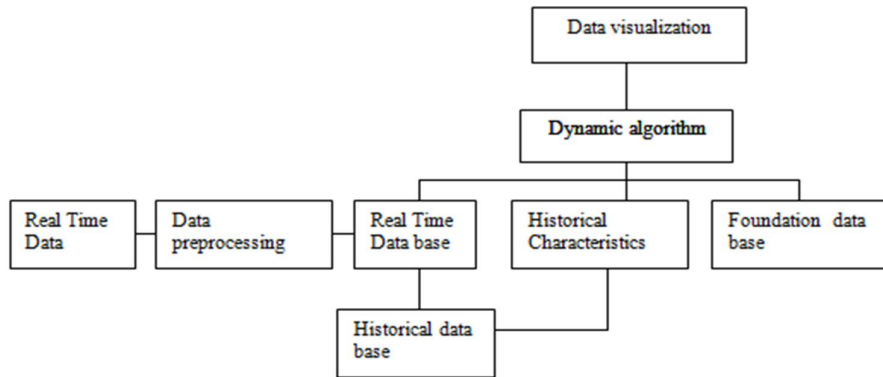 Data visualization
Dynamic algorithm
Real Time
Data
Data
preprocessing
Real Time
Data base
Historical
Characteristics
Foundation data
base
Historical data
base